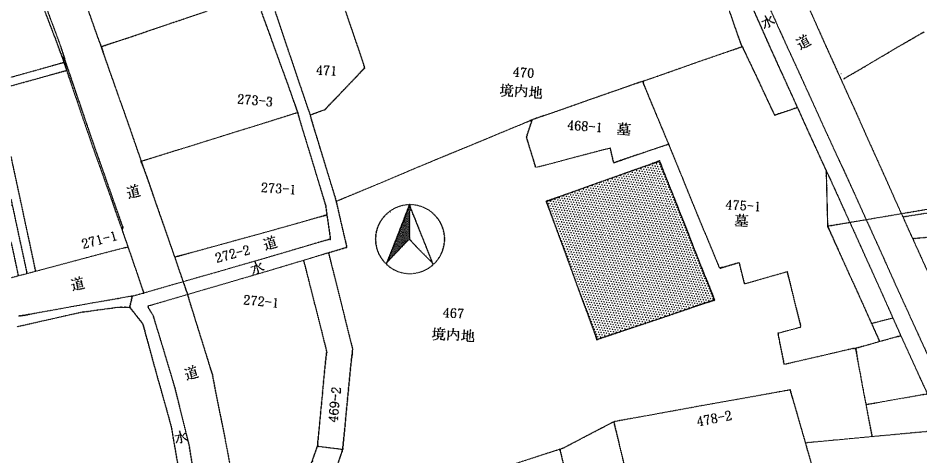 水
道
471
470
境内地
273-3
468-1 墓
道
273-1
475-1
墓
271-1
272-2 道
水
道
272-1
467
境内地
道
469-2
478-2
水